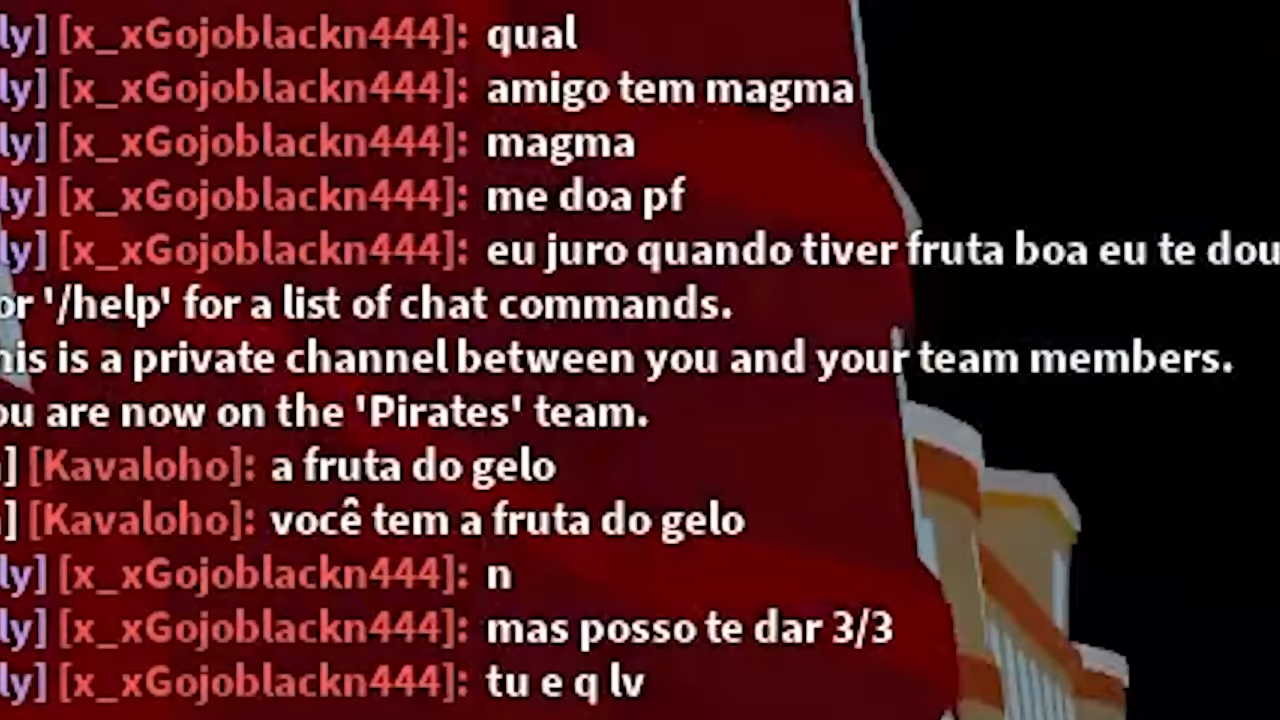 ly] [x_xGojoblackn444]: qual
ly] [x_xGojoblackn444]: amigo tem magma
ly] [x_xGojoblackn444]: magma
ly] [x_xGojoblackn444]: me doa pf
ly] [x_xGojoblackn444]: eu juro quando tiver fruta boa eu te dou
or '/help' for a list of chat commands.
his is a private channel between you and your team members.
ou are now on the 'Pirates' team.
] [Kavaloho]: a fruta do gelo
] [Kavaloho]: você tem a fruta do gelo
ly] [x_xGojoblackn444]: n
ly] [x_xGojoblackn444]: mas posso te dar 3/3
ly] [x_xGojoblackn444]: tu e q lv